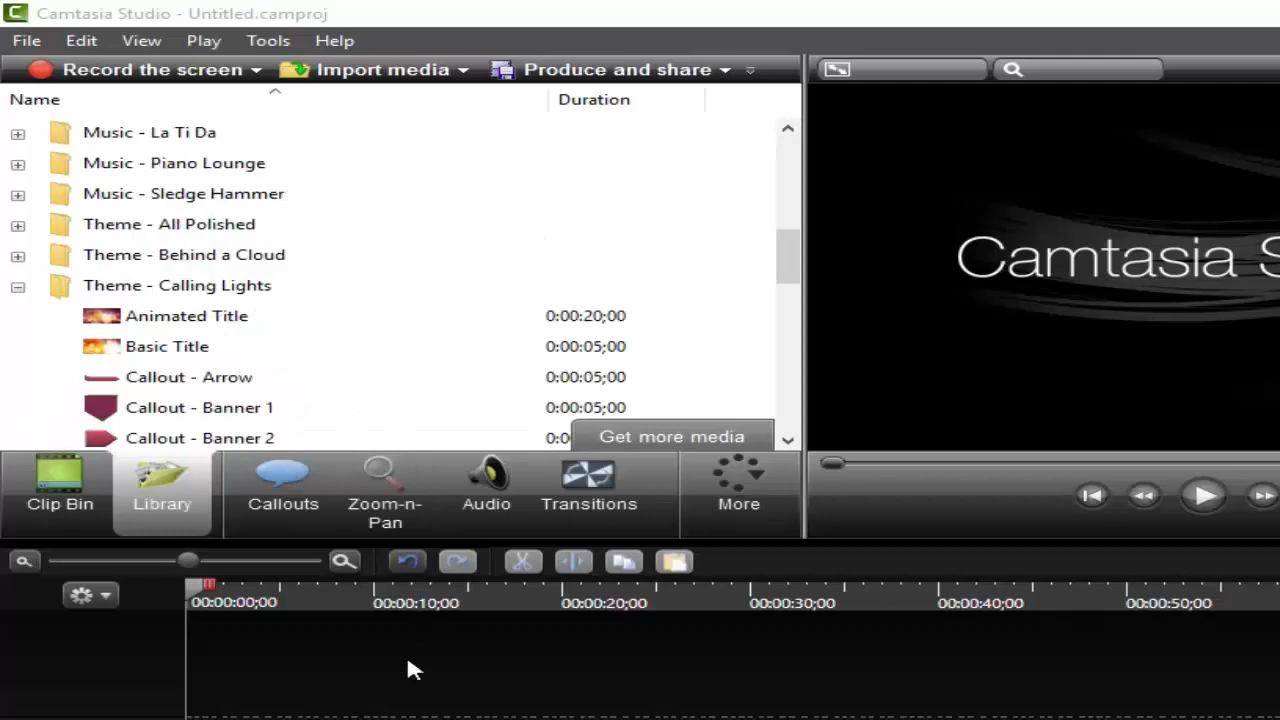 Camtasia Studio - Untitled.camproj
File Edit View Play Tools Help
Record the screen Import media Produce and share
Name Duration
Music - La Ti Da
Music - Piano Lounge
Music - Sledge Hammer
Theme - All Polished
Theme - Behind a Cloud
Theme - Calling Lights
Animated Title 0:00:20;00
Basic Title 0:00:05;00
Callout - Arrow 0:00:05;00
Callout - Banner 1 0:00:05;00
Callout - Banner 2 0:0
Get more media
Camtasia S
Clip Bin Library Callouts Zoom-n-Pan Audio Transitions More
00:00:00;00 00:00:10;00 00:00:20;00 00:00:30;00 00:00:40;00 00:00:50;00